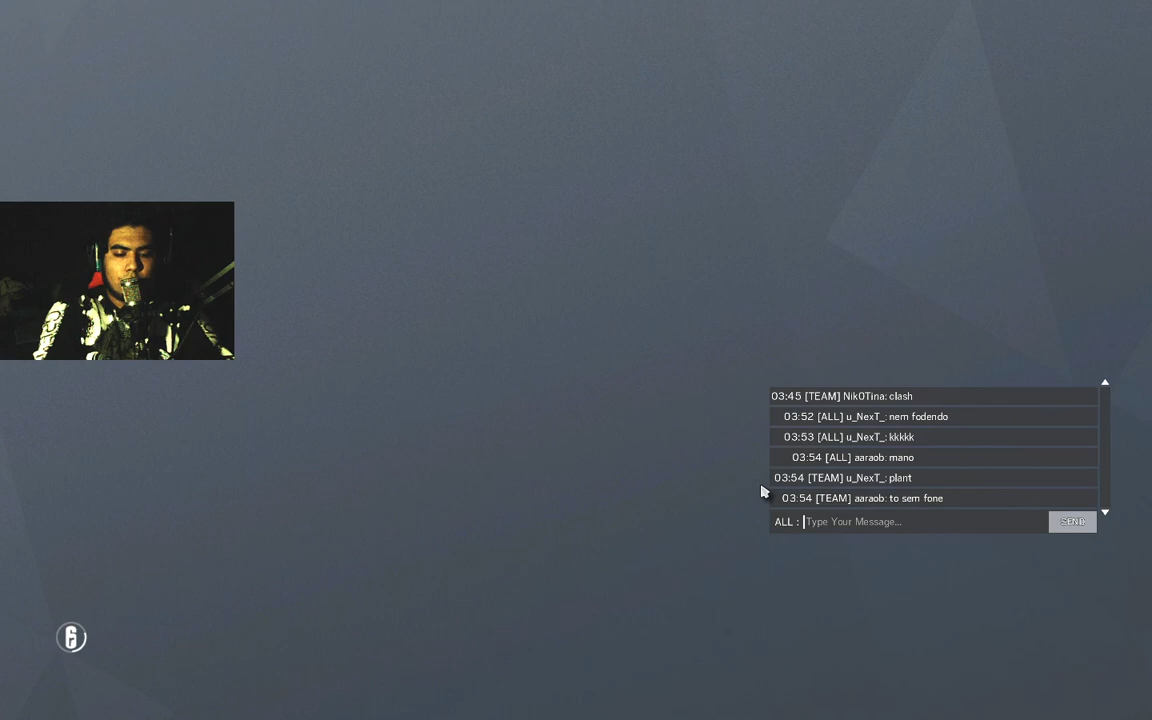 03:45 [TEAM] Nik0Tina: clash
03:52 [ALL] u_NexT_: nem fodendo
03:53 [ALL] u_NexT_: kkkkk
03:54 [ALL] aaraob: mano
03:54 [TEAM] u_NexT_: plant
03:54 [TEAM] aaraob: to sem fone
ALL : Type Your Message... SEND
6